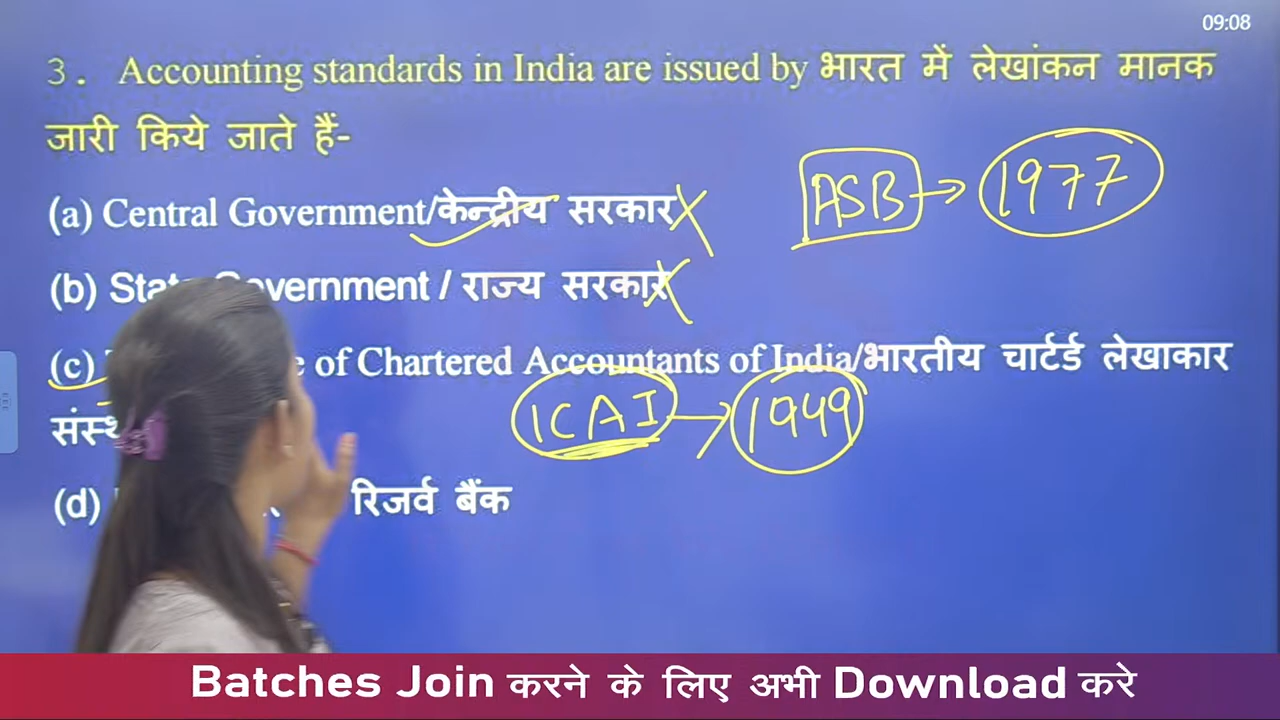 09:08
3. Accounting standards in India are issued by भारत में लेखांकन मानक
जारी किये जाते हैं-
(a) Central Government/केन्द्रीय सरकार
ASB → 1977
(b) State Government / राज्य सरकार
(c) of Chartered Accountants of India/भारतीय चार्टर्ड लेखाकार
ICAI → 1949
(d) रिजर्व बैंक
Batches Join करने के लिए अभी Download करे